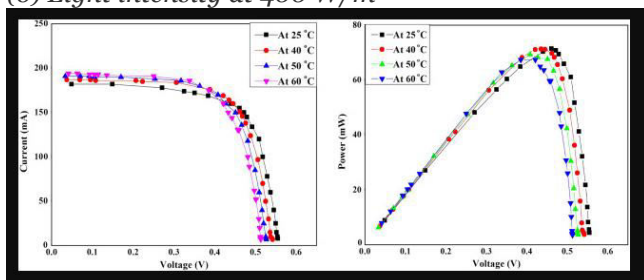 (b) Light intensity at W/m
250
200
150
100
50
0
Current (mA)
At 25 °C
At 40 °C
At 50 °C
At 60 °C
0.0 0.1 0.2 0.3 0.4 0.5 0.6
Voltage (V)
80
60
40
20
0
Power (mW)
At 25 °C
At 40 °C
At 50 °C
At 60 °C
0.0 0.1 0.2 0.3 0.4 0.5 0.6
Voltage (V)